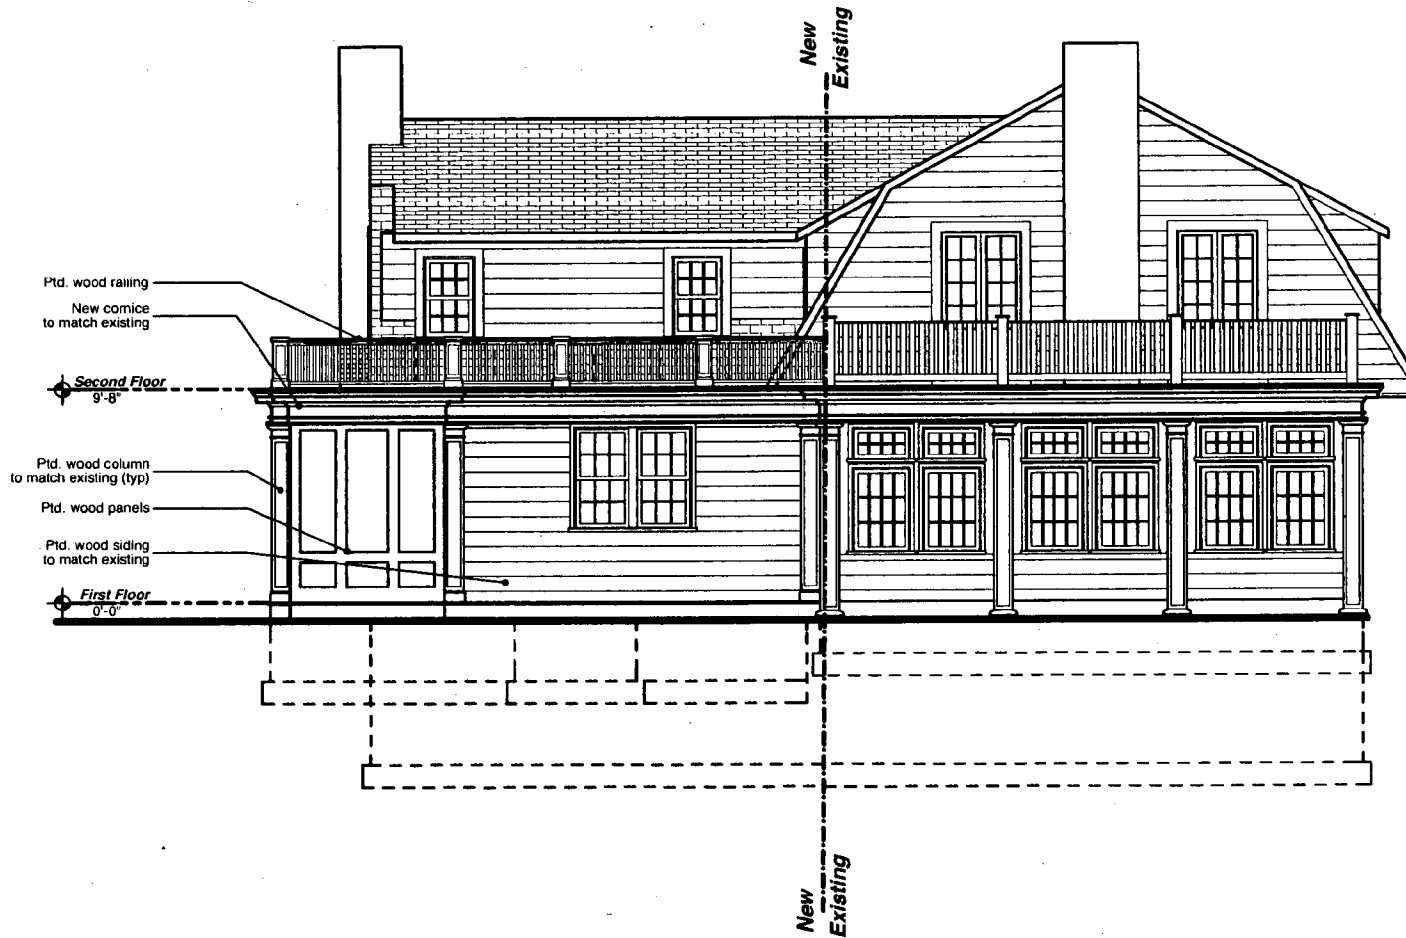 New
Existing
Ptd. wood railing
New cornice
to match existing
Second Floor
9'-8"
Ptd. wood column
to match existing (typ)
Ptd. wood panels
Ptd. wood siding
to match existing
First Floor
0'-0"
New
Existing